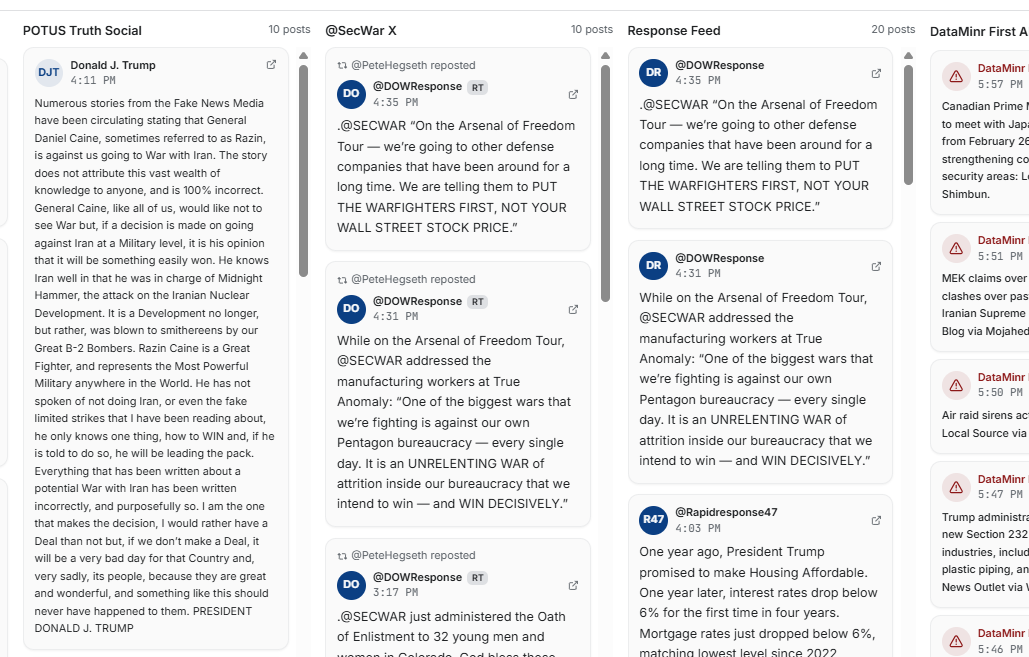 POTUS Truth Social
10 posts
DJT
Donald J. Trump
4:11 PM
Numerous stories from the Fake News Media
have been circulating stating that General
Daniel Caine, sometimes referred to as Razin,
is against us going to War with Iran. The story
does not attribute this vast wealth of
knowledge to anyone, and is 100% incorrect.
General Caine, like all of us, would like not to
see War but, if a decision is made on going
against Iran at a Military level, it is his opinion
that it will be something easily won. He knows
Iran well in that he was in charge of Midnight
Hammer, the attack on the Iranian Nuclear
Development. It is a Development no longer,
but rather, was blown to smithereens by our
Great B-2 Bombers. Razin Caine is a Great
Fighter, and represents the Most Powerful
Military anywhere in the World. He has not
spoken of not doing Iran, or even the fake
limited strikes that I have been reading about,
he only knows one thing, how to WIN and, if he
is told to do so, he will be leading the pack.
Everything that has been written about a
potential War with Iran has been written
incorrectly, and purposefully so. I am the one
that makes the decision, I would rather have a
Deal than not but, if we don't make a Deal, it
will be a very bad day for that Country and,
very sadly, its people, because they are great
and wonderful, and something like this should
never have happened to them. PRESIDENT
DONALD J. TRUMP
@SecWar X
10 posts
@PeteHegseth reposted
DO
@DOWResponse RT
4:35 PM
.@SECWAR “On the Arsenal of Freedom
Tour — we’re going to other defense
companies that have been around for a
long time. We are telling them to PUT
THE WARFIGHTERS FIRST, NOT YOUR
WALL STREET STOCK PRICE.”
@PeteHegseth reposted
DO
@DOWResponse RT
4:31 PM
While on the Arsenal of Freedom Tour,
@SECWAR addressed the
manufacturing workers at True
Anomaly: “One of the biggest wars that
we’re fighting is against our own
Pentagon bureaucracy — every single
day. It is an UNRELENTING WAR of
attrition inside our bureaucracy that we
intend to win — and WIN DECISIVELY.”
@PeteHegseth reposted
DO
@DOWResponse RT
3:17 PM
.@SECWAR just administered the Oath
of Enlistment to 32 young men and
women in Colorado. God bless these
Response Feed
20 posts
DR
@DOWResponse
4:35 PM
.@SECWAR “On the Arsenal of Freedom
Tour — we’re going to other defense
companies that have been around for a
long time. We are telling them to PUT
THE WARFIGHTERS FIRST, NOT YOUR
WALL STREET STOCK PRICE.”
DR
@DOWResponse
4:31 PM
While on the Arsenal of Freedom Tour,
@SECWAR addressed the
manufacturing workers at True
Anomaly: “One of the biggest wars that
we’re fighting is against our own
Pentagon bureaucracy — every single
day. It is an UNRELENTING WAR of
attrition inside our bureaucracy that we
intend to win — and WIN DECISIVELY.”
R47
@Rapidresponse47
4:03 PM
One year ago, President Trump
promised to make Housing Affordable.
One year later, interest rates drop below
6% for the first time in four years.
Mortgage rates just dropped below 6%,
matching lowest level since 2022
DataMinr First A
DataMinr
5:57 PM
Canadian Prime M
to meet with Japa
from February 26
strengthening co
security areas: Lo
Shimbun.
DataMinr
5:51 PM
MEK claims over
clashes over pas
Iranian Supreme
Blog via Mojahed
DataMinr
5:50 PM
Air raid sirens ac
Local Source via
DataMinr
5:47 PM
Trump administra
new Section 232
industries, includ
plastic piping, an
News Outlet via W
DataMinr
5:46 PM